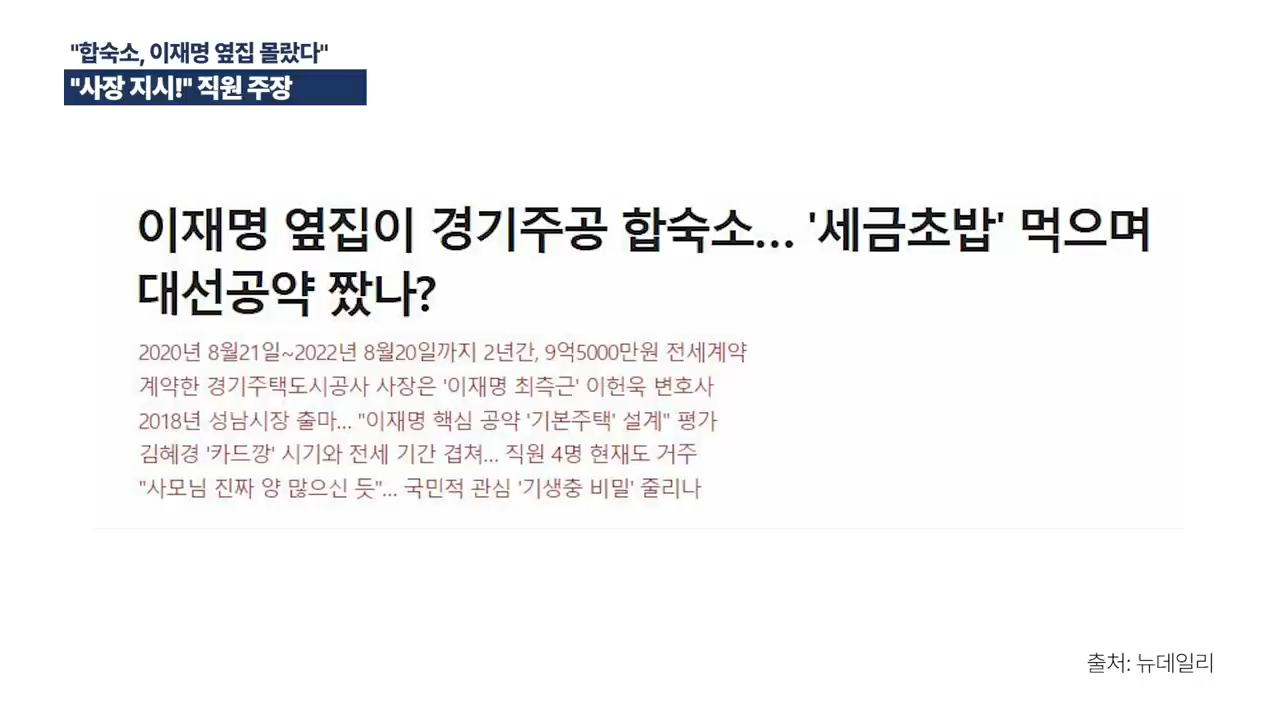 "합숙소, 이재명 옆집 몰랐다"
"사장 지시!" 직원 주장
이재명 옆집이 경기주공 합숙소... '세금초밥' 먹으며
대선공약 짰나?
2020년 8월21일~2022년 8월20일까지 2년간, 9억5000만원 전세계약
계약한 경기주택도시공사 사장은 '이재명 최측근' 이헌욱 변호사
2018년 성남시장 출마... "이재명 핵심 공약 '기본주택' 설계" 평가
김혜경 '카드깡' 시기와 전세 기간 겹쳐... 직원 4명 현재도 거주
"사모님 진짜 양 많으신 듯"... 국민적 관심 '기생충 비밀' 줄리나
출처: 뉴데일리